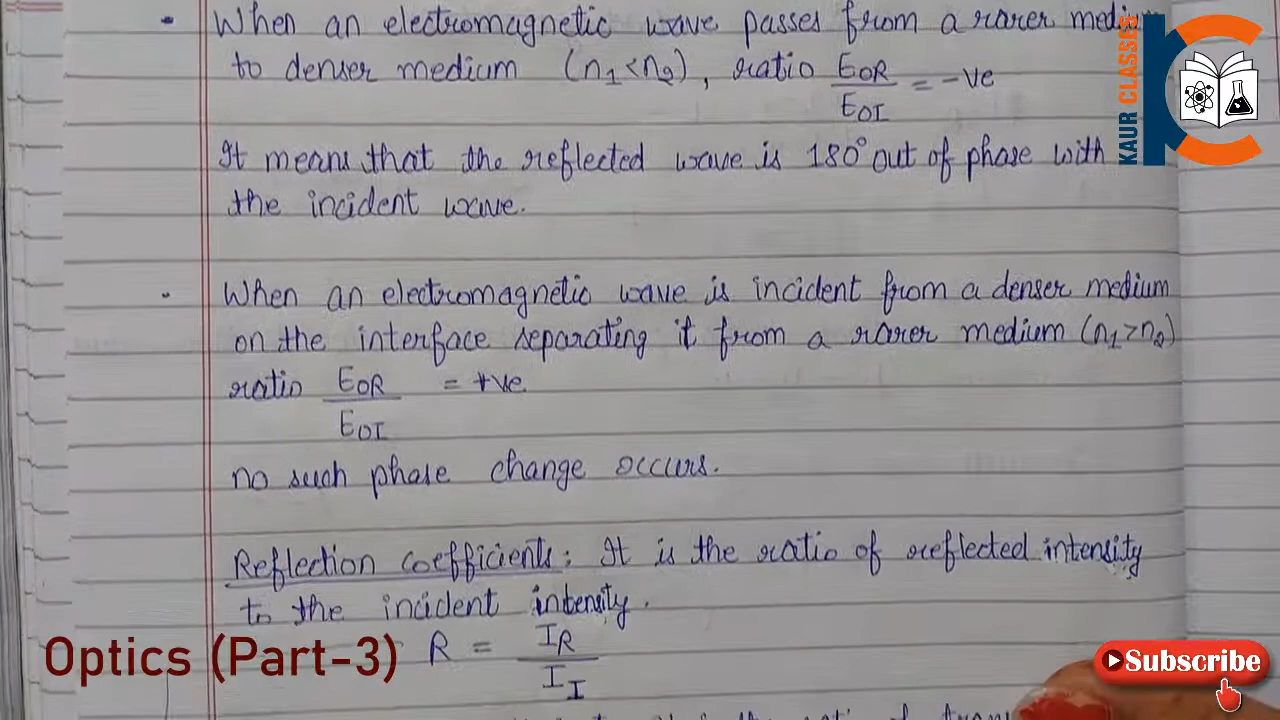 When an electromagnetic wave passes from a rarer medium
to denser medium (n1<n2), ratio EOR/EOI = -ve
It means that the reflected wave is 180° out of phase with
the incident wave.
When an electromagnetic wave is incident from a denser medium
on the interface separating it from a rarer medium (n1>n2)
ratio EOR/EOI = +ve
no such phase change occurs.
Reflection coefficients: It is the ratio of reflected intensity
to the incident intensity.
R = IR/II
Optics (Part-3)
KAUR CLASSES
Subscribe